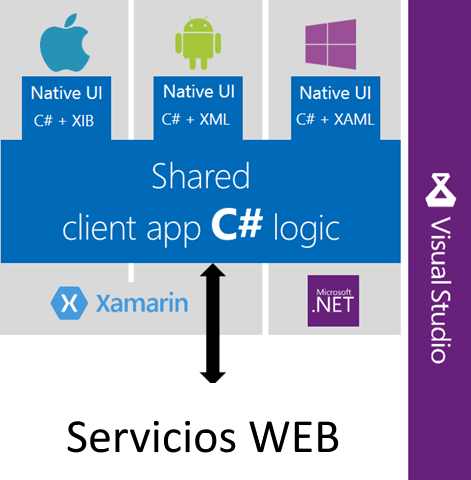 Native UI
C# + XIB
Native UI
C# + XML
Native UI
C# + XAML
Shared
client app C# logic
Xamarin
Microsoft
.NET
Servicios WEB
Visual Studio